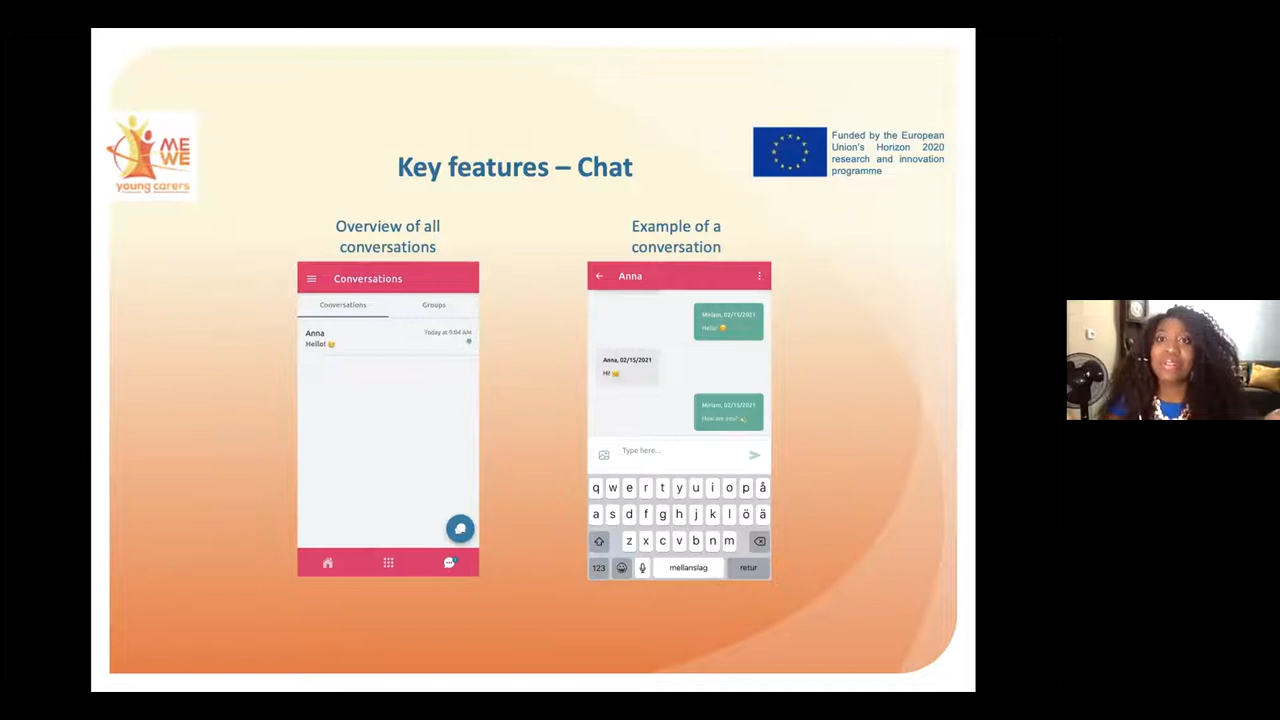 ME
WE
young carers
Key features – Chat
Funded by the European
Union's Horizon 2020
research and innovation
programme
Overview of all
conversations
Conversations
Conversations Groups
Anna Today at 9:04 AM
Hello!
Example of a
conversation
Anna
Miriam, 02/15/2021
Hello!
Anna, 02/15/2021
Hi!
Miriam, 02/15/2021
How are you?
Type here...
q w e r t y u i o p å
a s d f g h j k l ö ä
z x c v b n m
123 mellanslag retur